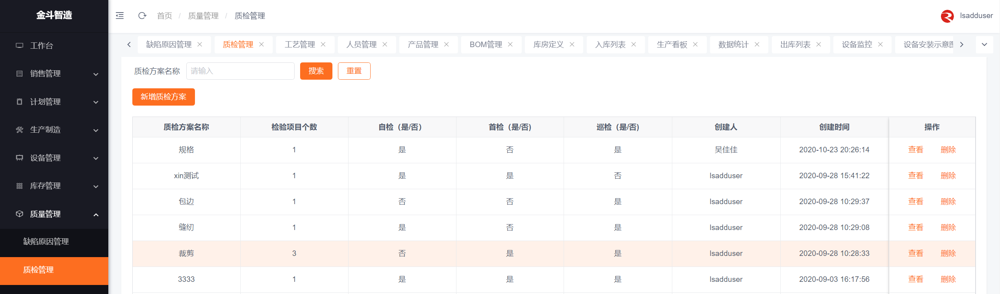 金斗智造
首页 / 质量管理 / 质检管理
lsadduser
工作台
销售管理
计划管理
生产制造
设备管理
库存管理
质量管理
缺陷原因管理
质检管理
缺陷原因管理 质检管理 工艺管理 人员管理 产品管理 BOM管理 库房定义 入库列表 生产看板 数据统计 出库列表 设备监控 设备安装示意图
质检方案名称 请输入 搜索 重置
新增质检方案
质检方案名称 检验项目个数 自检（是/否） 首检（是/否） 巡检（是/否) 创建人 创建时间 操作
规格 1 是 否 是 吴佳佳 2020-10-23 20:26:14 查看 删除
xin测试 1 是 是 否 lsadduser 2020-09-28 15:41:22 查看 删除
包边 1 否 否 是 lsadduser 2020-09-28 10:29:37 查看 删除
缝纫 1 是 否 是 lsadduser 2020-09-28 10:29:08 查看 删除
裁剪 3 否 是 是 lsadduser 2020-09-28 10:28:33 查看 删除
3333 1 是 是 是 lsadduser 2020-09-03 16:17:56 查看 删除